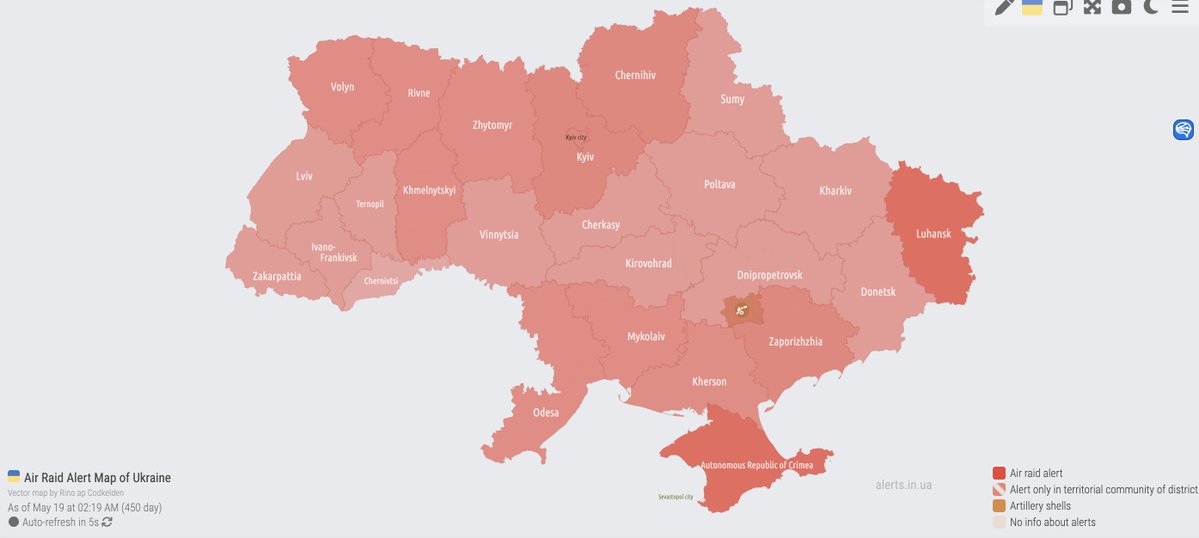 Chernihiv
Volyn
Rivne
Sumy
Zhytomyr
Kyiv city
Kyiv
Lviv
Poltava
Khmelnytskyi
Kharkiv
Ternopil
Cherkasy
Vinnytsia
Luhansk
Ivano-
Frankivsk
Kirovohrad
Zakarpattia
Dnipropetrovsk
Chernivtsi
Donetsk
Mykolaiv
Zaporizhzhia
Kherson
Odesa
Autonomous Republic of Crimea
Sevastopol city
alerts.in.ua
Air Raid Alert Map of Ukraine
Vector map by Rino ap Codkelden
As of May 19 at 02:19 AM (450 day)
Auto-refresh in 5s
Air raid alert
Alert only in territorial community of district
Artillery shells
No info about alerts